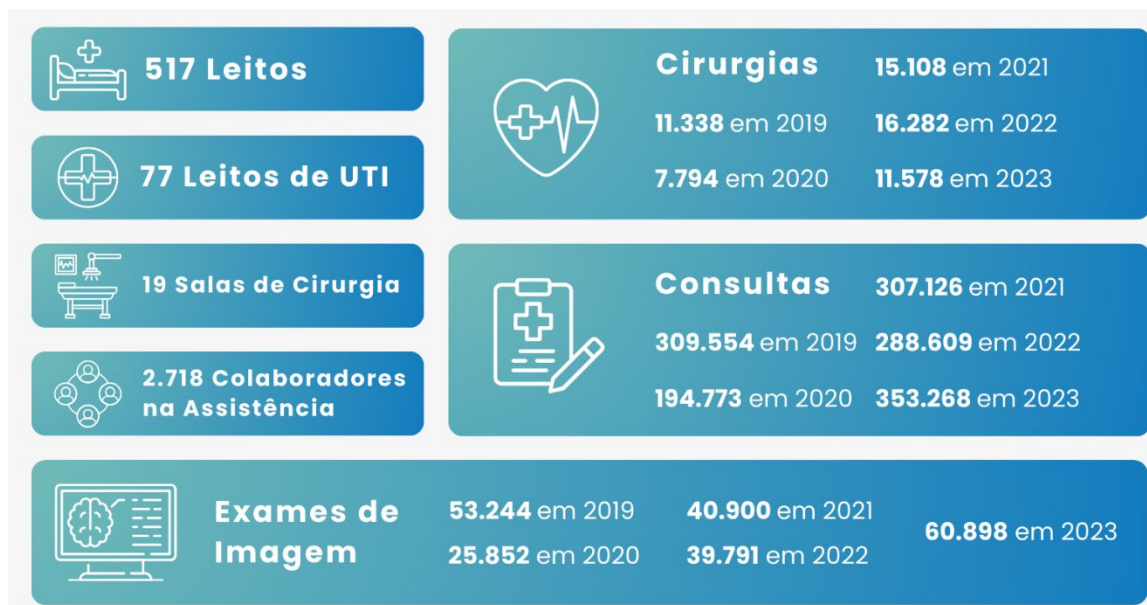 517 Leitos
77 Leitos de UTI
19 Salas de Cirurgia
2.718 Colaboradores
na Assistência
Cirurgias
11.338 em 2019
7.794 em 2020
15.108 em 2021
16.282 em 2022
11.578 em 2023
Consultas
309.554 em 2019
194.773 em 2020
307.126 em 2021
288.609 em 2022
353.268 em 2023
Exames de
Imagem
53.244 em 2019
25.852 em 2020
40.900 em 2021
39.791 em 2022
60.898 em 2023